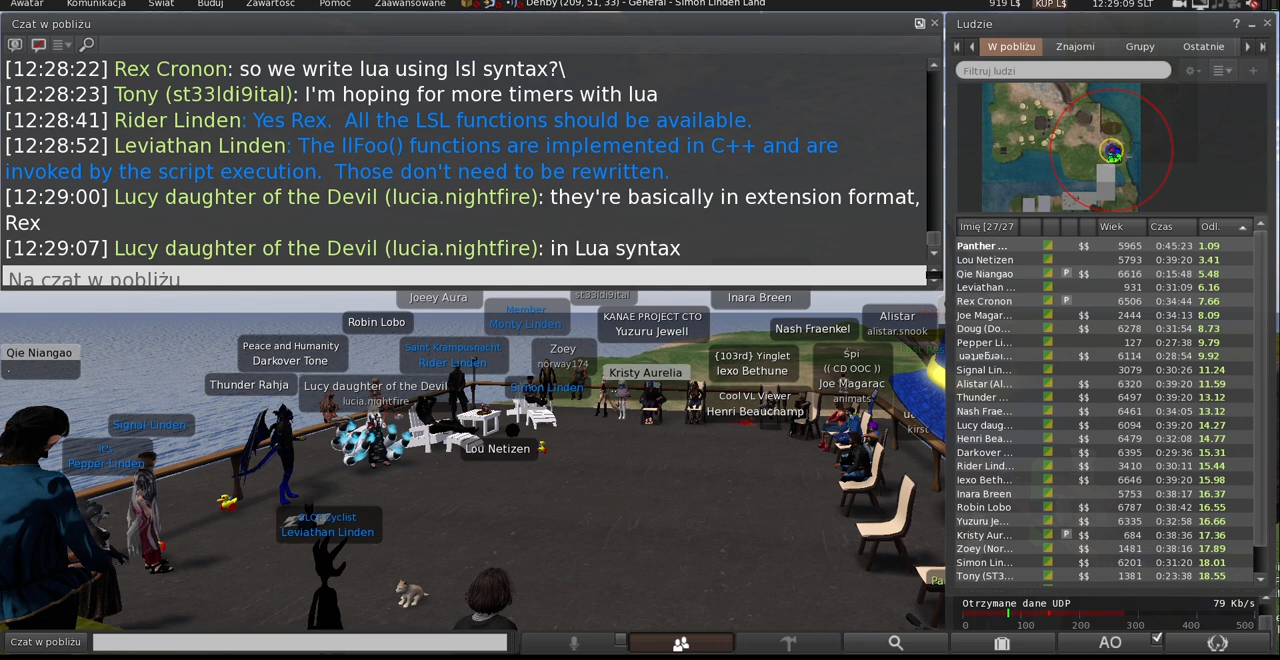 Awatar Komunikacja Świat Buduj Zawartość Pomoc Zaawansowane Denby (209, 51, 33) - General - Simon Linden Land 919 L$ KUP L$ 12:29:09 SLT
Czat w pobliżu
[12:28:22] Rex Cronon: so we write lua using lsl syntax?\
[12:28:23] Tony (st33ldi9ital): I'm hoping for more timers with lua
[12:28:41] Rider Linden: Yes Rex.  All the LSL functions should be available.
[12:28:52] Leviathan Linden: The llFoo() functions are implemented in C++ and are
invoked by the script execution.  Those don't need to be rewritten.
[12:29:00] Lucy daughter of the Devil (lucia.nightfire): they're basically in extension format,
Rex
[12:29:07] Lucy daughter of the Devil (lucia.nightfire): in Lua syntax
Na czat w pobliżu
Joeey Aura
st33ldi9ital
Inara Breen
Robin Lobo
Member
Monty Linden
KANAE PROJECT CTO
Yuzuru Jewell
Nash Fraenkel
Alistar
alistar.snook
Qie Niangao
.
Peace and Humanity
Darkover Tone
Saint Krampusnacht
Rider Linden
Zoey
norway174
{103rd} Yinglet
Iexo Bethune
Špi
(( CD OOC ))
Joe Magarac
animats
Thunder Rahja
Lucy daughter of the Devil
lucia.nightfire
Simon Linden
Kristy Aurelia
Cool VL Viewer
Henri Beauchamp
Signal Linden
It's
Pepper Linden
Lou Netizen
Leviathan Linden
Czat w pobliżu
Ludzie
W pobliżu Znajomi Grupy Ostatnie
Filtruj ludzi
Imię [27/27 Wiek Czas Odl.
Panther ... $$ 5965 0:45:23 1.09
Lou Netizen 5793 0:39:20 3.41
Qie Niangao P $$ 6616 0:15:48 5.48
Leviathan ... 931 0:31:09 6.16
Rex Cronon P 6506 0:34:44 7.66
Joe Magar... $$ 2444 0:34:13 8.09
Doug (Do... $$ 6278 0:31:54 8.73
Pepper Li... 127 0:27:38 9.79
$$ 6114 0:28:54 9.92
Signal Lin... 3079 0:30:26 11.24
Alistar (Al... $$ 6320 0:39:20 11.59
Thunder ... $$ 6497 0:39:20 13.12
Nash Frae... $$ 6461 0:34:05 13.12
Lucy daug... $$ 6094 0:39:20 14.27
Henri Bea... $$ 6479 0:32:08 14.77
Darkover ... $$ 6395 0:29:36 15.31
Rider Lind... $$ 3410 0:30:11 15.44
Iexo Beth... $$ 6646 0:39:20 15.98
Inara Breen 5753 0:38:17 16.37
Robin Lobo $$ 6787 0:38:42 16.55
Yuzuru Je... $$ 6335 0:32:58 16.66
Kristy Aur... P $$ 684 0:38:36 17.36
Zoey (Nor... $$ 1481 0:38:16 17.89
Simon Lin... $$ 6201 0:31:20 18.01
Tony (ST3... $$ 1381 0:23:38 18.55
Otrzymane dane UDP 79 Kb/s
0 100 200 300 400 500
AO